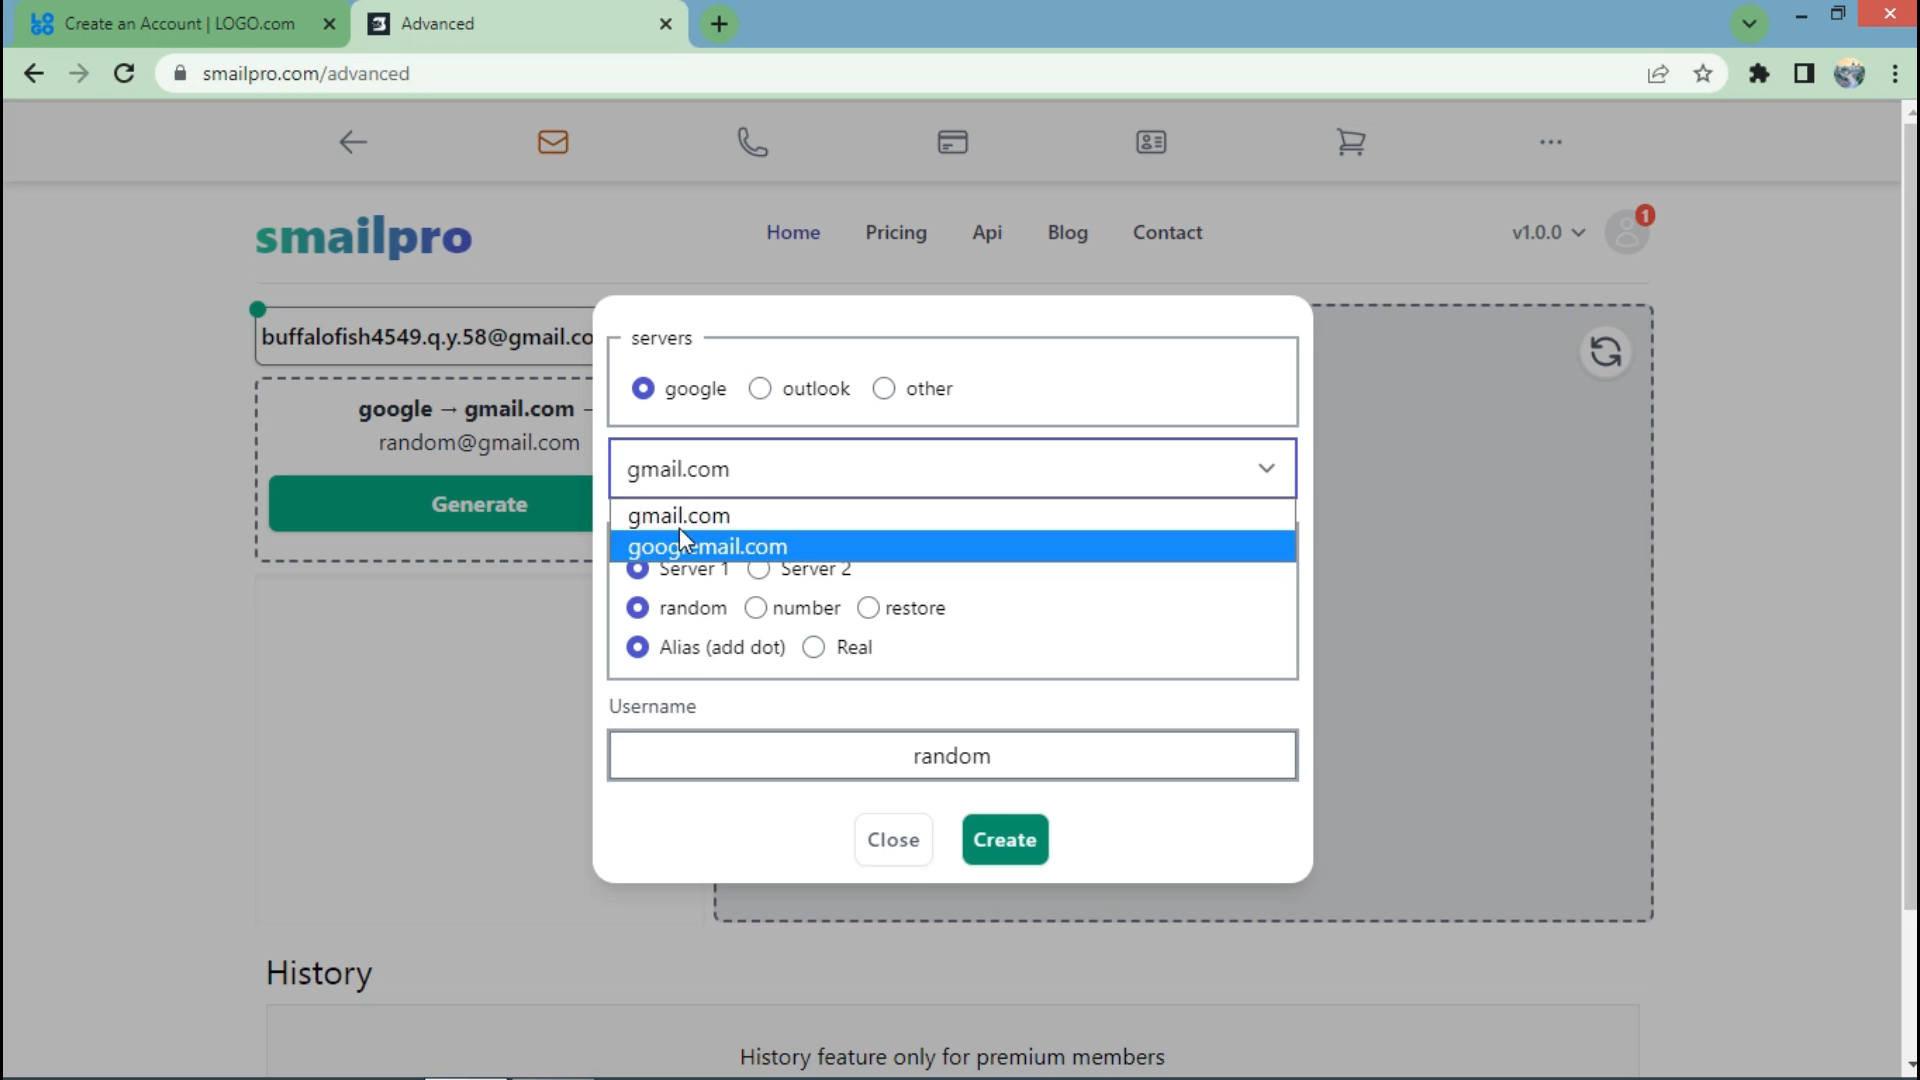 Create an Account | LOGO.com
Advanced
smailpro.com/advanced
smailpro
Home
Pricing
Api
Blog
Contact
v1.0.0
1
buffalofish4549.q.y.58@gmail.co
google → gmail.com
random@gmail.com
Generate
servers
google
outlook
other
gmail.com
gmail.com
googlemail.com
Server 1
Server 2
random
number
restore
Alias (add dot)
Real
Username
random
Close
Create
History
History feature only for premium members